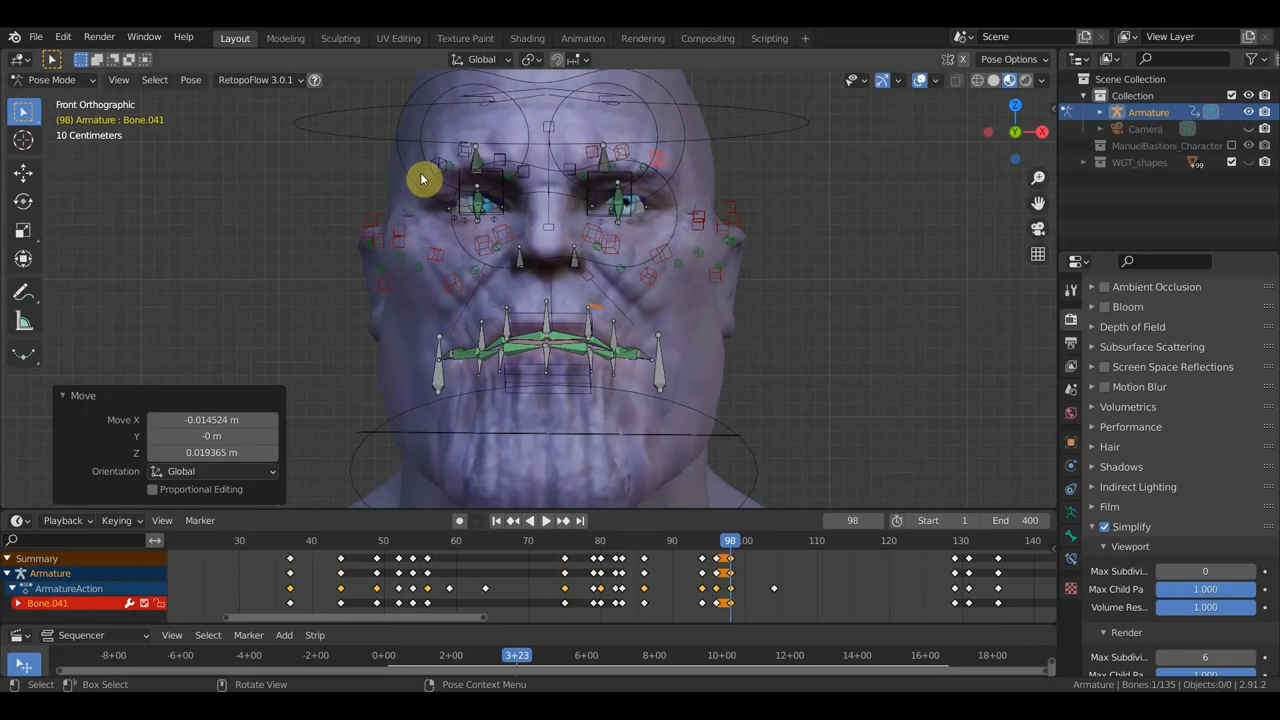 File Edit Render Window Help Layout Modeling Sculpting UV Editing Texture Paint Shading Animation Rendering Compositing Scripting + Scene View Layer
Global Pose Options
Pose Mode View Select Pose RetopoFlow 3.0.1
Front Orthographic
(98) Armature : Bone.041
10 Centimeters
Scene Collection
Collection
Armature
Camera
ManuelBastioni_Character
WGT_shapes
Z
Y
X
Move
Move X -0.014524 m
Y -0 m
Z 0.019365 m
Orientation Global
Proportional Editing
Ambient Occlusion
Bloom
Depth of Field
Subsurface Scattering
Screen Space Reflections
Motion Blur
Volumetrics
Performance
Hair
Shadows
Indirect Lighting
Film
Simplify
Viewport
Max Subdivi 0
Max Child Pa 1.000
Volume Res... 1.000
Render
Max Subdivi... 6
Max Child Pa 1.000
Playback Keying View Marker 98 Start 1 End 400
30 40 50 60 70 80 90 98 110 120 130 140
Summary
Armature
ArmatureAction
Bone.041
Sequencer View Select Marker Add Strip
-8+00 -6+00 -4+00 -2+00 0+00 2+00 3+23 6+00 8+00 10+00 12+00 14+00 16+00 18+00
Select Box Select Rotate View Pose Context Menu Armature | Bones:1/135 | Objects:0/0 | 2.91.2